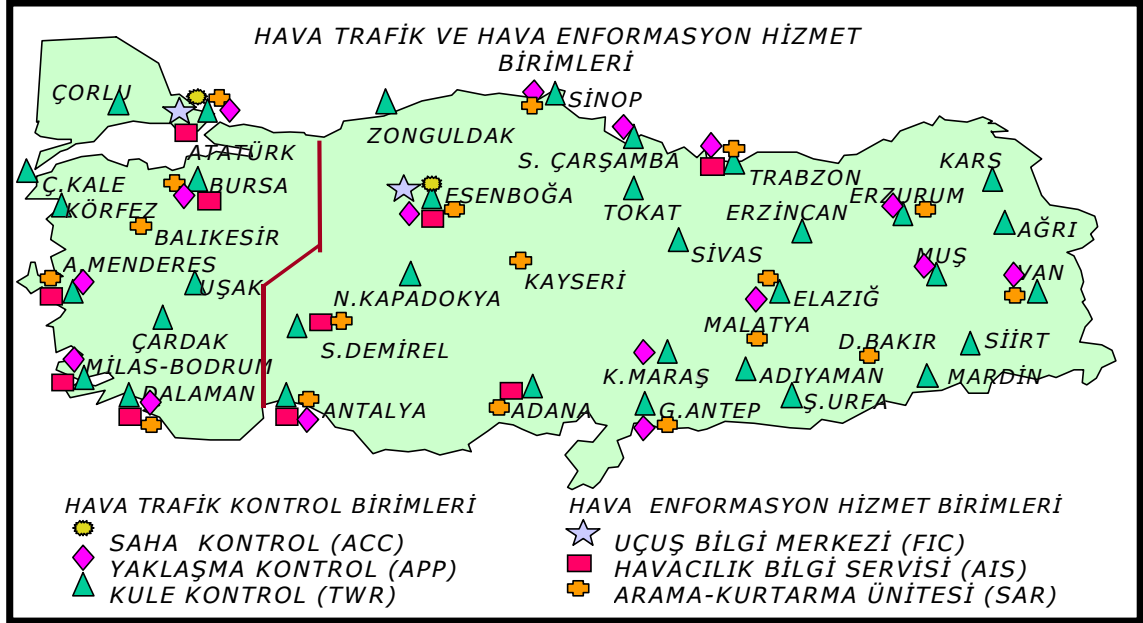 HAVA TRAFİK VE HAVA ENFORMASYON HİZMET
BİRİMLERİ
ÇORLU
SİNOP
ZONGULDAK
ATATÜRK
S. ÇARŞAMBA
KARS
Ç.KALE
BURSA
ESENBOĞA
TRABZON
ERZURUM
KÖRFEZ
TOKAT
ERZİNCAN
AĞRI
BALIKESİR
SİVAS
MUŞ
A.MENDERES
KAYSERİ
VAN
UŞAK
N.KAPADOKYA
ELAZIĞ
MALATYA
ÇARDAK
S.DEMİREL
D.BAKIR
SİİRT
MİLAS-BODRUM
K.MARAŞ
ADIYAMAN
MARDİN
DALAMAN
ANTALYA
ADANA
G.ANTEP
Ş.URFA
HAVA TRAFİK KONTROL BİRİMLERİ
SAHA KONTROL (ACC)
YAKLAŞMA KONTROL (APP)
KULE KONTROL (TWR)
HAVA ENFORMASYON HİZMET BİRİMLERİ
UÇUŞ BİLGİ MERKEZİ (FIC)
HAVACILIK BİLGİ SERVİSİ (AIS)
ARAMA-KURTARMA ÜNİTESİ (SAR)